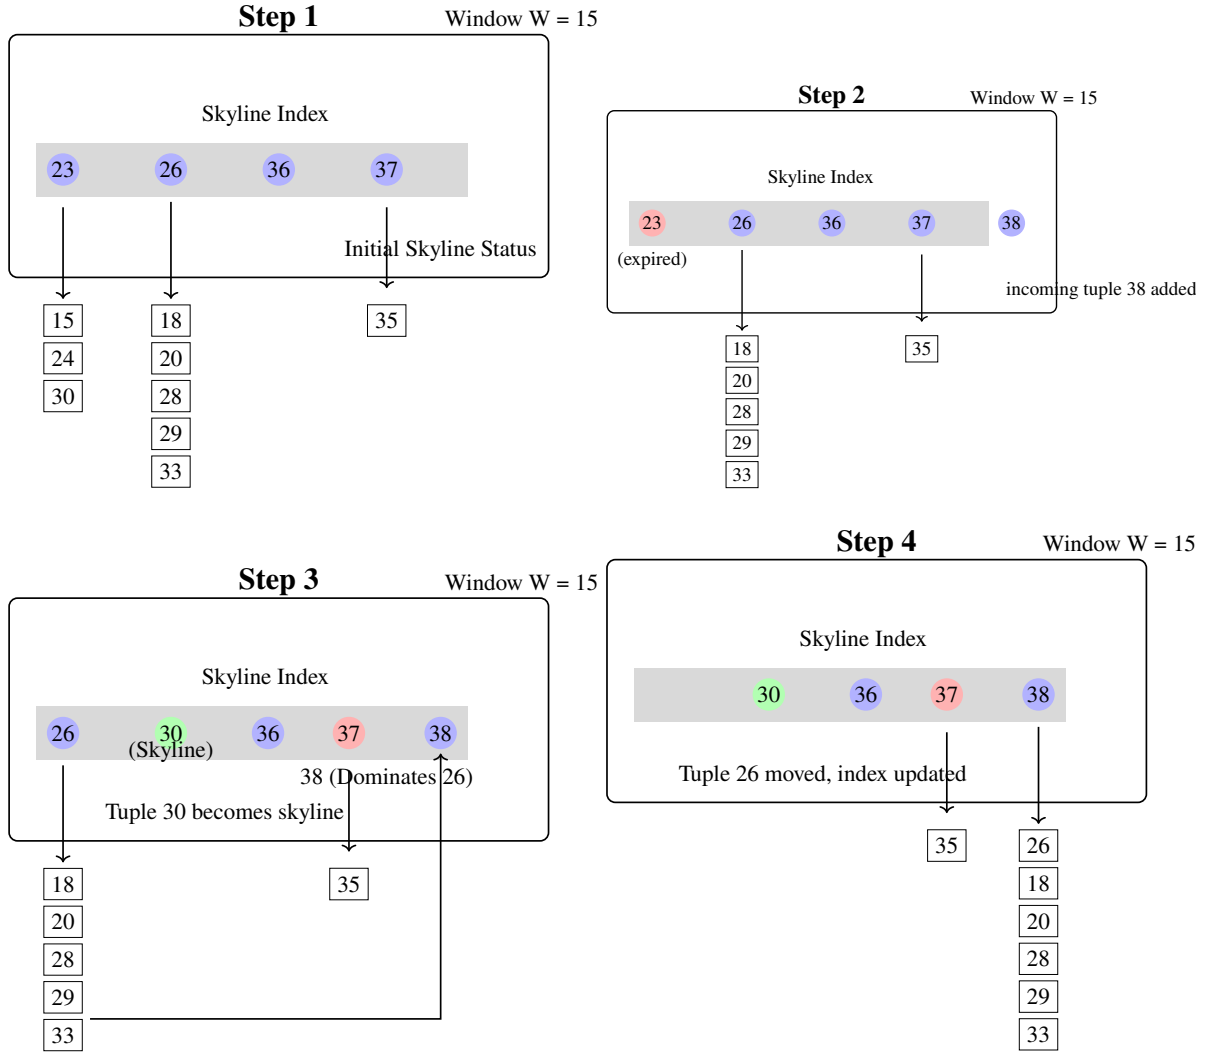 Step 1
Window W = 15
Skyline Index
23 26 36 37
Initial Skyline Status
15 18 35
24 20
30 28
29
33
Step 2
Window W = 15
Skyline Index
23 26 36 37 38
(expired)
incoming tuple 38 added
18 35
20
28
29
33
Step 3
Window W = 15
Skyline Index
26 30 36 37 38
(Skyline)
38 (Dominates 26)
Tuple 30 becomes skyline
18 35
20
28
29
33
Step 4
Window W = 15
Skyline Index
30 36 37 38
Tuple 26 moved, index updated
35 26
18
20
28
29
33